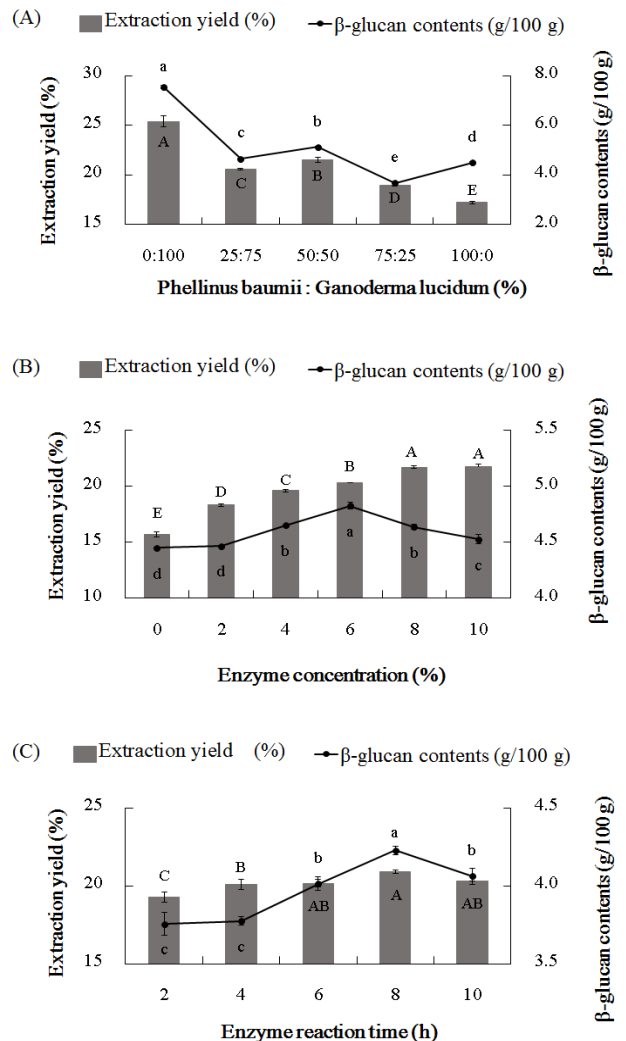 (A) Extraction yield (%) β-glucan contents (g/100 g)
Extraction yield (%)
30
25
20
15
a
c
b
e
d
A
C
B
D
E
8.0
6.0
4.0
2.0
β-glucan contents (g/100 g)
0:100 25:75 50:50 75:25 100:0
Phellinus baumii : Ganoderma lucidum (%)
(B) Extraction yield (%) β-glucan contents (g/100 g)
Extraction yield (%)
25
20
15
10
E
D
C
B
A
A
d
d
b
a
b
c
5.5
5.0
4.5
4.0
β-glucan contents (g/100g)
0 2 4 6 8 10
Enzyme concentration (%)
(C) Extraction yield (%) β-glucan contents (g/100 g)
Extraction yield (%)
25
20
15
C
B
b
a
b
c
c
AB
A
AB
4.5
4.0
3.5
β-glucan contents (g/100g)
2 4 6 8 10
Enzyme reaction time (h)